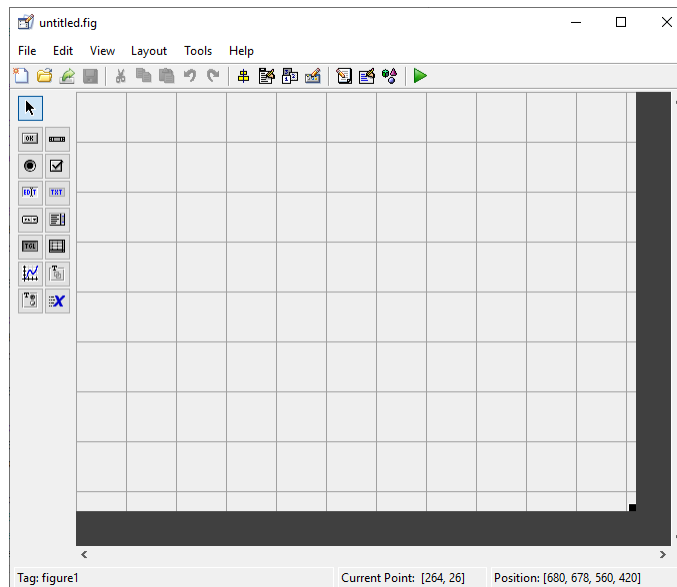 untitled.fig
File Edit View Layout Tools Help
OK
EDIT TXT
TGL
Tag: figure1 Current Point: [264, 26] Position: [680, 678, 560, 420]